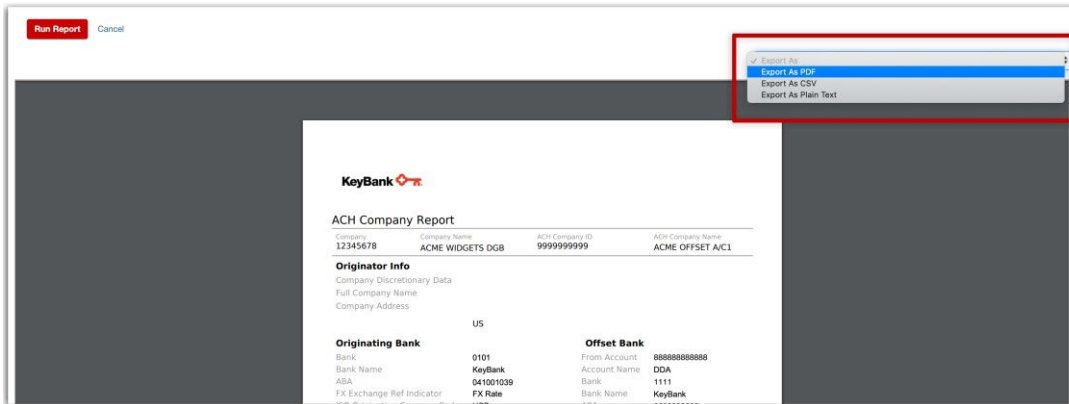 Run Report Cancel
✓ Export As
Export As PDF
Export As CSV
Export As Plain Text
KeyBank
ACH Company Report
Company Company Name ACH Company ID ACH Company Name
12345678 ACME WIDGETS DGB 9999999999 ACME OFFSET A/C1
Originator Info
Company Discretionary Data
Full Company Name
Company Address
US
Originating Bank Offset Bank
Bank 0101 From Account 888888888888
Bank Name KeyBank Account Name DDA
ABA 041001039 Bank 1111
FX Exchange Ref Indicator FX Rate Bank Name KeyBank